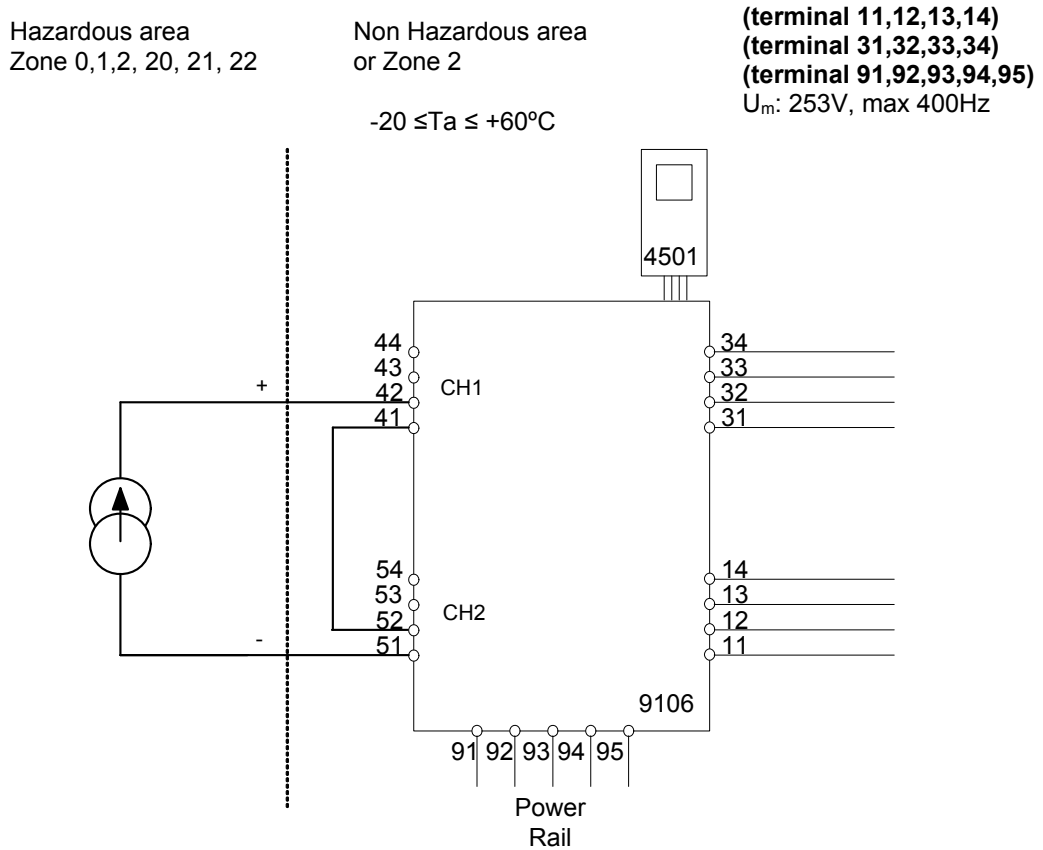 Hazardous area
Zone 0,1,2, 20, 21, 22
Non Hazardous area
or Zone 2
-20 ≤Ta ≤ +60ºC
(terminal 11,12,13,14)
(terminal 31,32,33,34)
(terminal 91,92,93,94,95)
Um: 253V, max 400Hz
4501
44
43
42
41
+
CH1
34
33
32
31
54
53
52
51
-
CH2
14
13
12
11
9106
91 92 93 94 95
Power
Rail